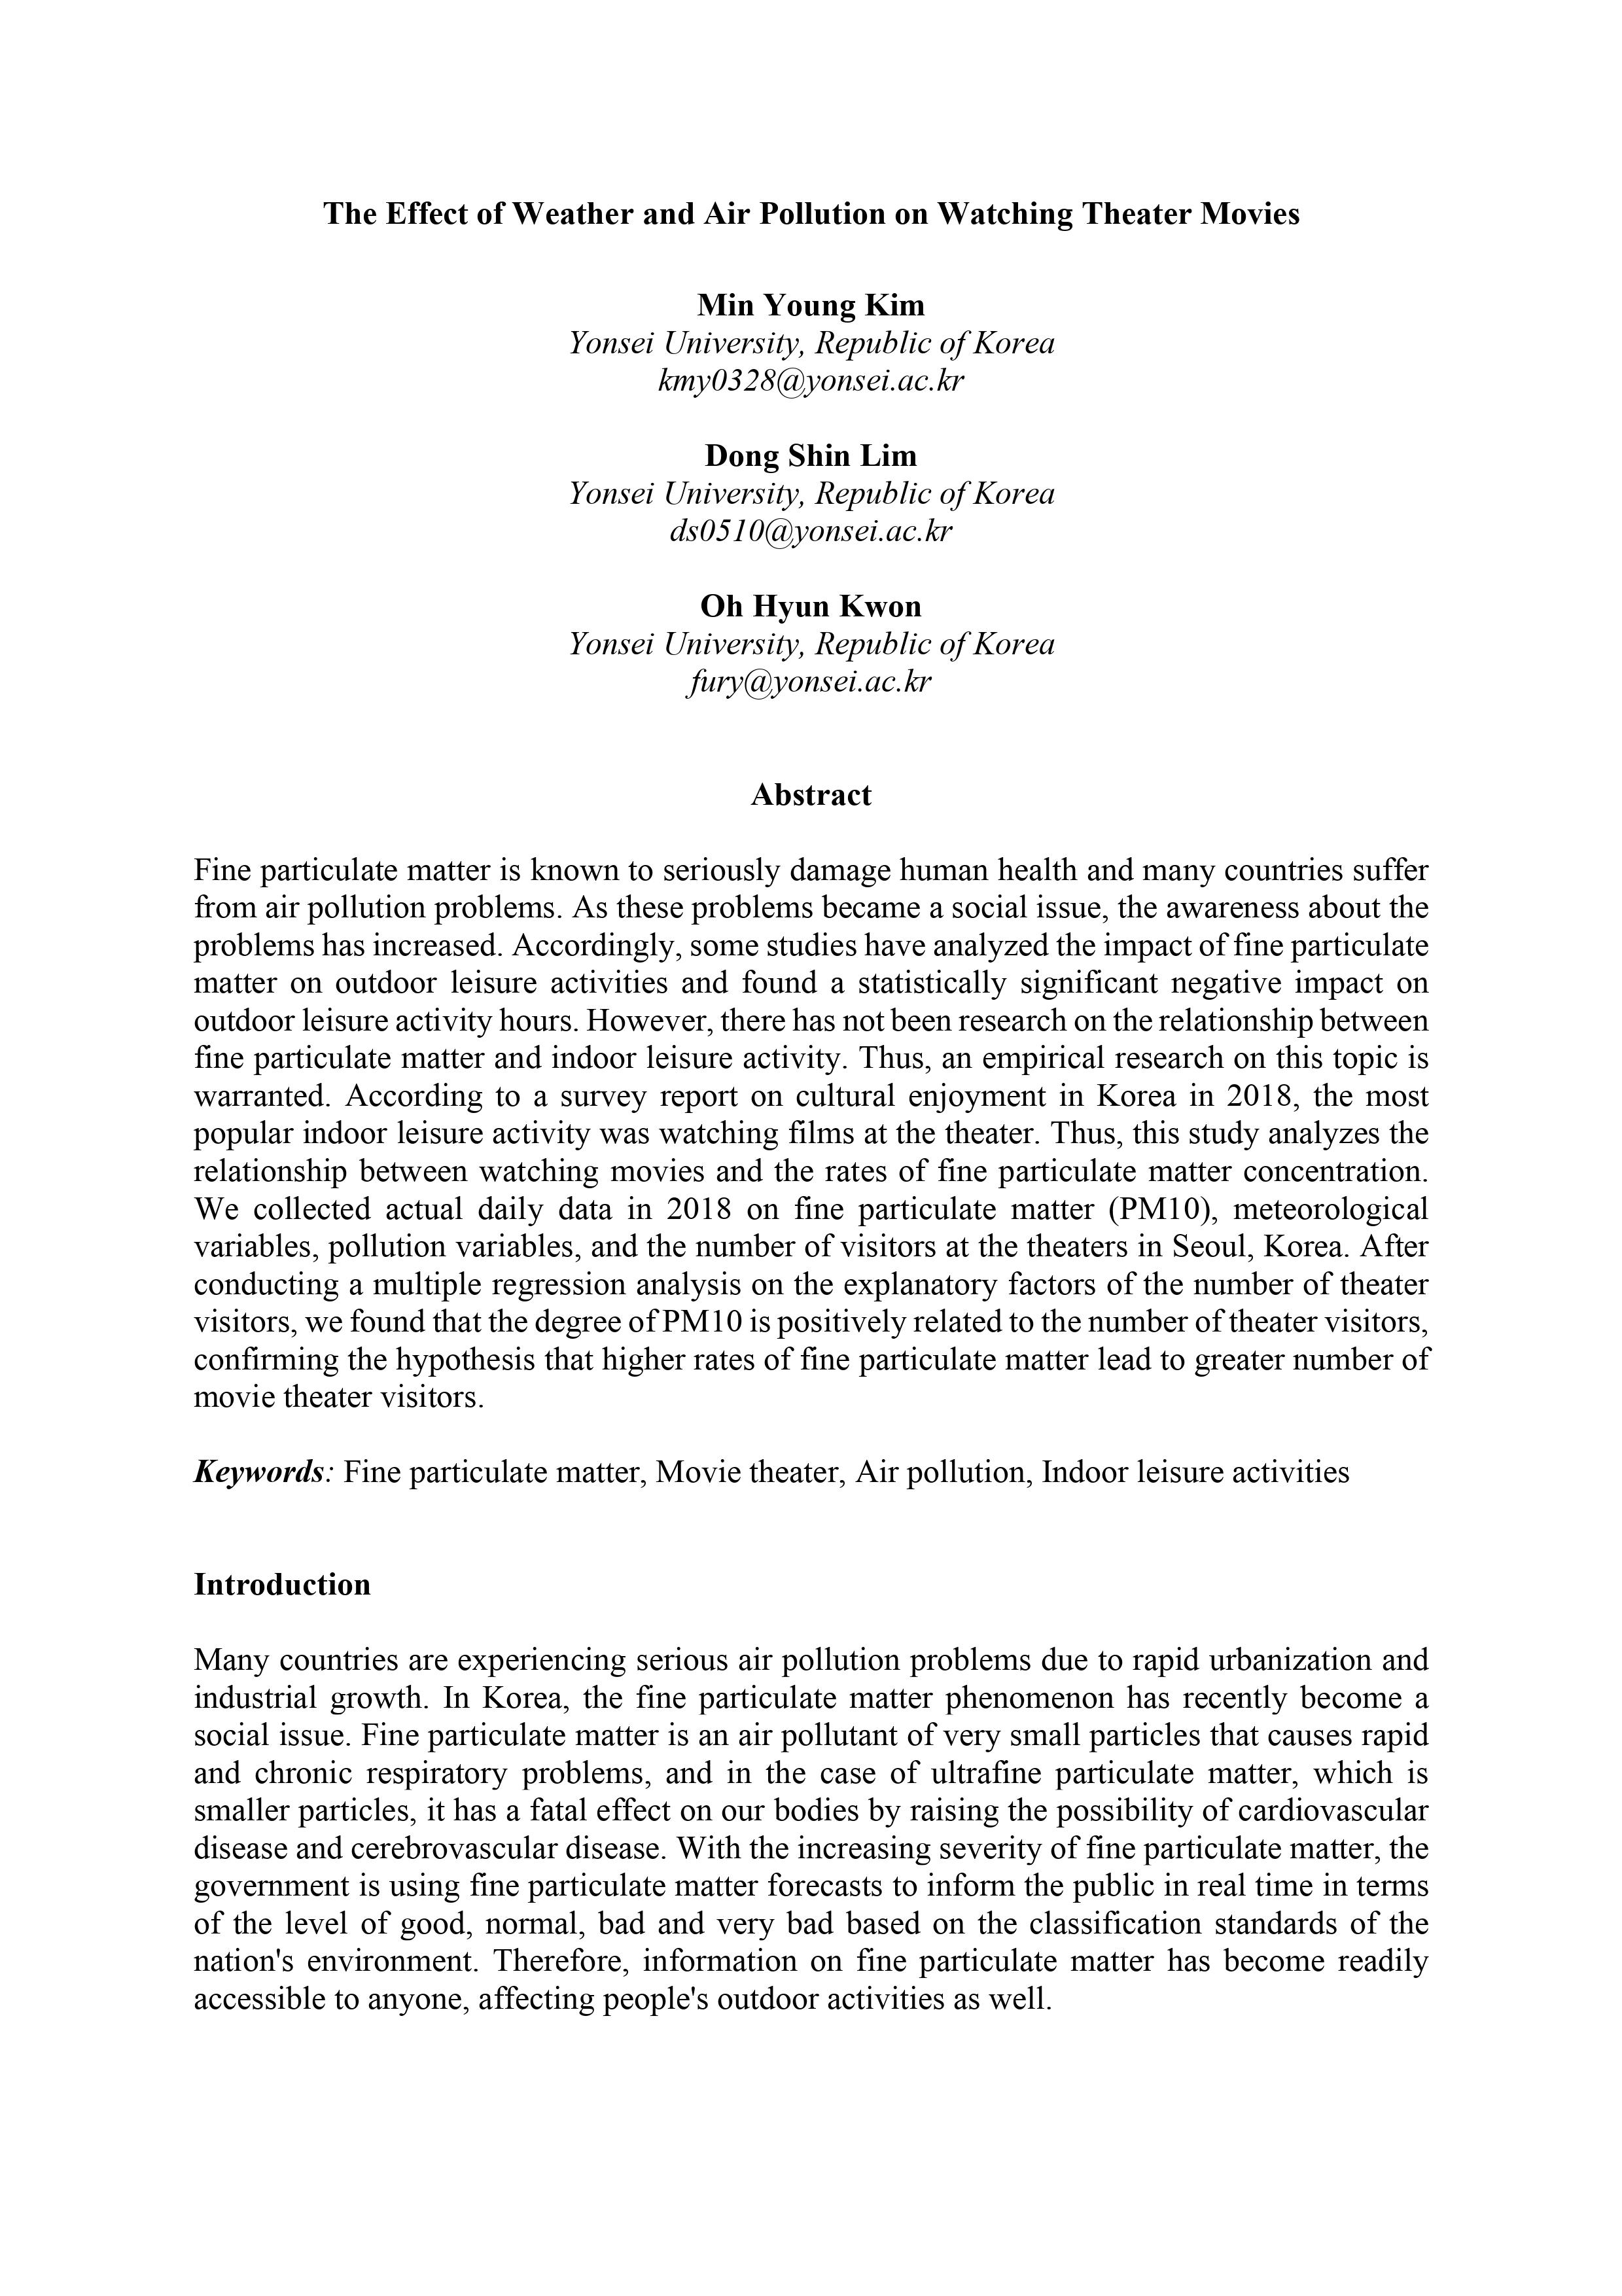 The Effect of Weather and Air Pollution on Watching Theater Movies
Min Young Kim
Yonsei University, Republic of Korea
kmy0328@yonsei.ac.kr
Dong Shin Lim
Yonsei University, Republic of Korea
ds0510@yonsei.ac.kr
Oh Hyun Kwon
Yonsei University, Republic of Korea
fury@yonsei.ac.kr
Abstract
Fine particulate matter is known to seriously damage human health and many countries suffer
from air pollution problems. As these problems became a social issue, the awareness about the
problems has increased. Accordingly, some studies have analyzed the impact of fine particulate
matter on outdoor leisure activities and found a statistically significant negative impact on
outdoor leisure activity hours. However, there has not been research on the relationship between
fine particulate matter and indoor leisure activity. Thus, an empirical research on this topic is
warranted. According to a survey report on cultural enjoyment in Korea in 2018, the most
popular indoor leisure activity was watching films at the theater. Thus, this study analyzes the
relationship between watching movies and the rates of fine particulate matter concentration.
We collected actual daily data in 2018 on fine particulate matter (PM10), meteorological
variables, pollution variables, and the number of visitors at the theaters in Seoul, Korea. After
conducting a multiple regression analysis on the explanatory factors of the number of theater
visitors, we found that the degree of PM10 is positively related to the number of theater visitors,
confirming the hypothesis that higher rates of fine particulate matter lead to greater number of
movie theater visitors.
Keywords: Fine particulate matter, Movie theater, Air pollution, Indoor leisure activities
Introduction
Many countries are experiencing serious air pollution problems due to rapid urbanization and
industrial growth. In Korea, the fine particulate matter phenomenon has recently become a
social issue. Fine particulate matter is an air pollutant of very small particles that causes rapid
and chronic respiratory problems, and in the case of ultrafine particulate matter, which is
smaller particles, it has a fatal effect on our bodies by raising the possibility of cardiovascular
disease and cerebrovascular disease. With the increasing severity of fine particulate matter, the
government is using fine particulate matter forecasts to inform the public in real time in terms
of the level of good, normal, bad and very bad based on the classification standards of the
nation's environment. Therefore, information on fine particulate matter has become readily
accessible to anyone, affecting people's outdoor activities as well.